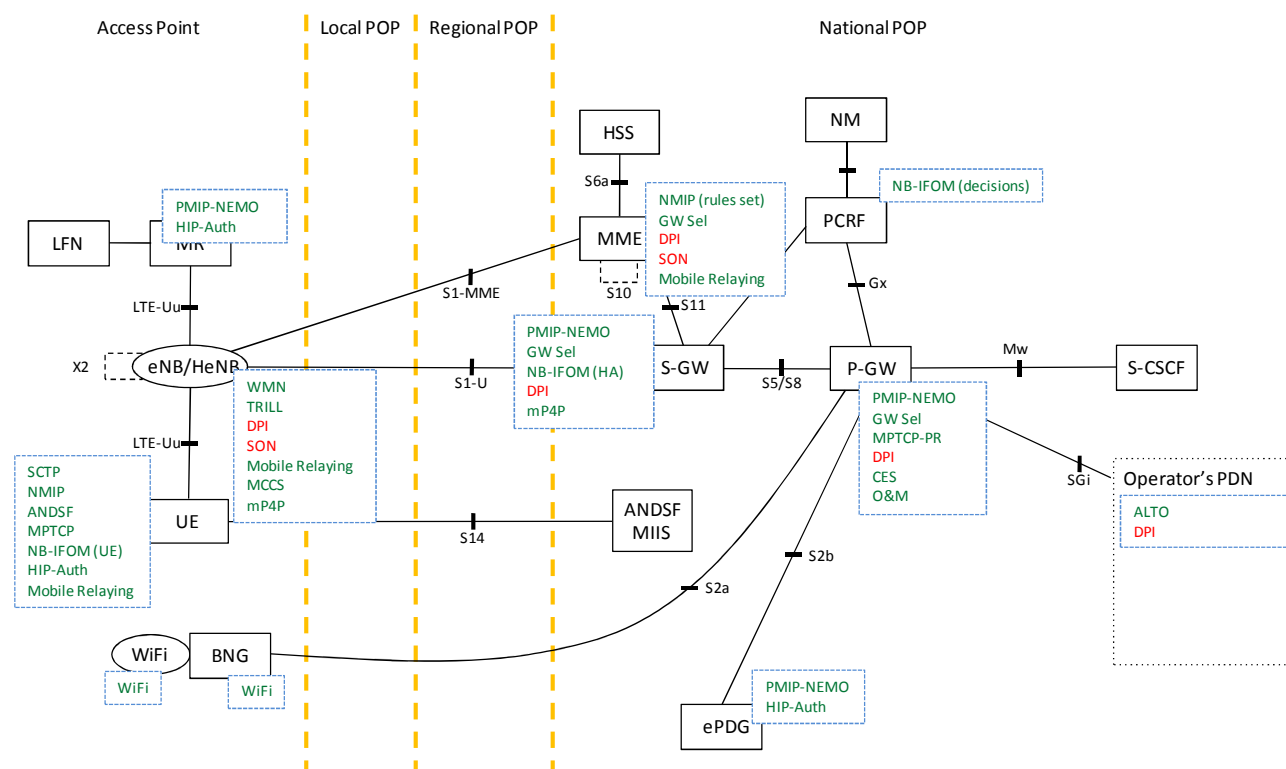 Access Point
Local POP
Regional POP
National POP
HSS
NM
S6a
NMIP (rules set)
GW Sel
DPI
SON
Mobile Relaying
NB-IFOM (decisions)
PMIP-NEMO
HIP-Auth
LFN
MR
MME
PCRF
S10
S1-MME
S11
Gx
LTE-Uu
X2
eNB/HeNB
S1-U
PMIP-NEMO
GW Sel
NB-IFOM (HA)
DPI
mP4P
S-GW
S5/S8
P-GW
Mw
S-CSCF
WMN
TRILL
DPI
SON
Mobile Relaying
MCCS
mP4P
PMIP-NEMO
GW Sel
MPTCP-PR
DPI
CES
O&M
LTE-Uu
SCTP
NMIP
ANDSF
MPTCP
NB-IFOM (UE)
HIP-Auth
Mobile Relaying
UE
S14
ANDSF
MIIS
SGi
Operator's PDN
ALTO
DPI
S2b
S2a
WiFi
BNG
WiFi
WiFi
PMIP-NEMO
HIP-Auth
ePDG